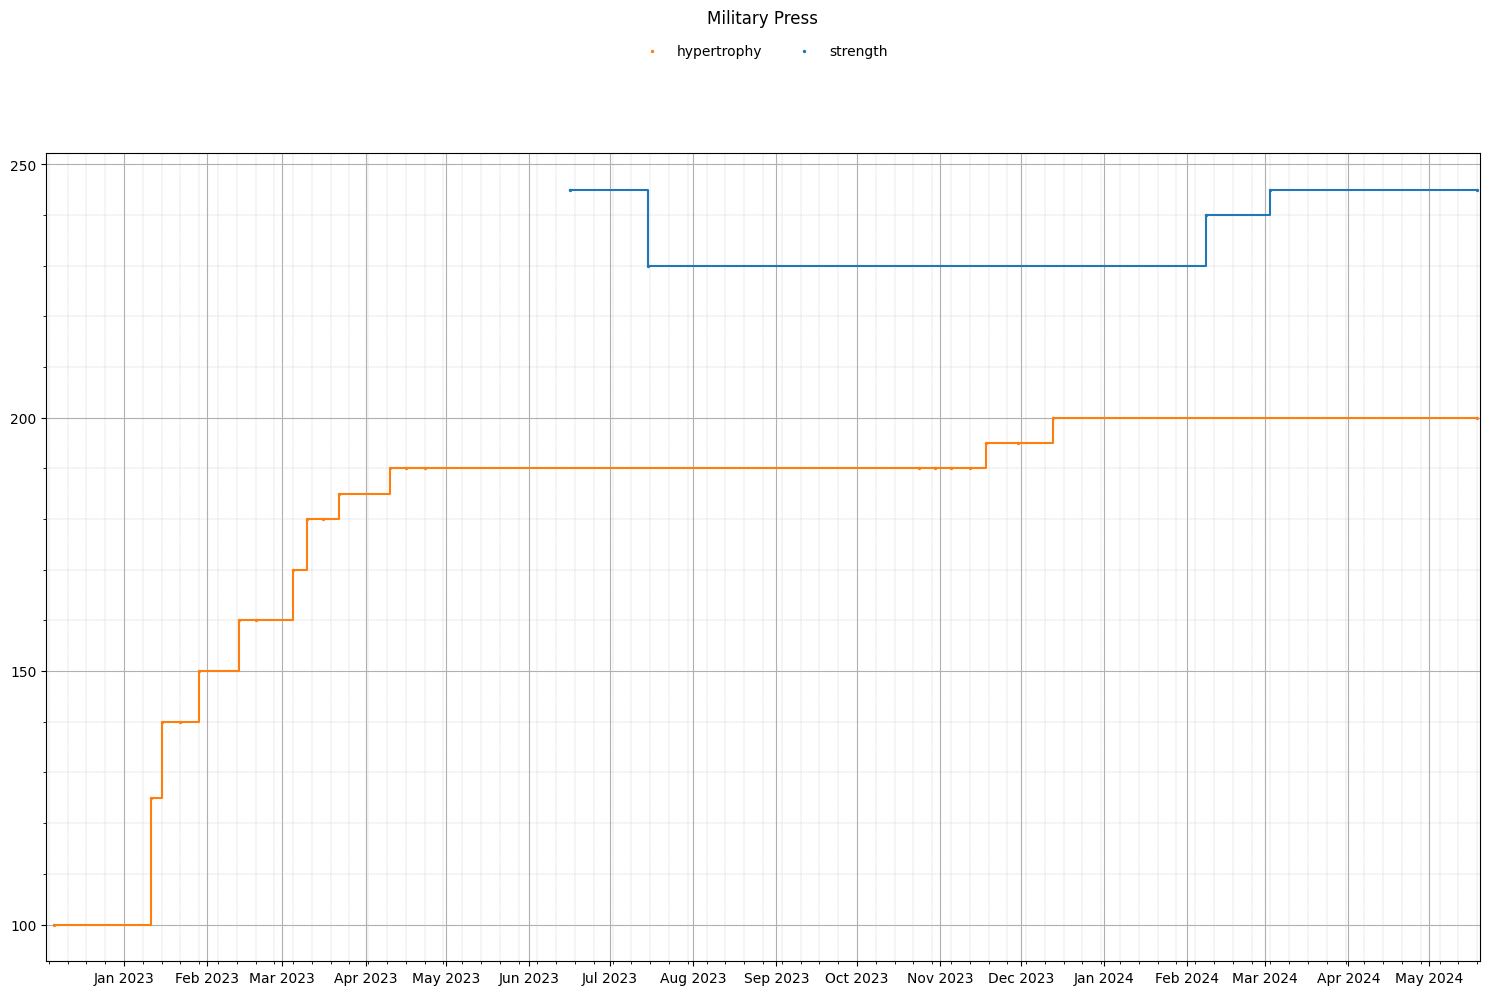 Military Press
hypertrophy strength
250
200
150
100
Jan 2023 Feb 2023 Mar 2023 Apr 2023 May 2023 Jun 2023 Jul 2023 Aug 2023 Sep 2023 Oct 2023 Nov 2023 Dec 2023 Jan 2024 Feb 2024 Mar 2024 Apr 2024 May 2024